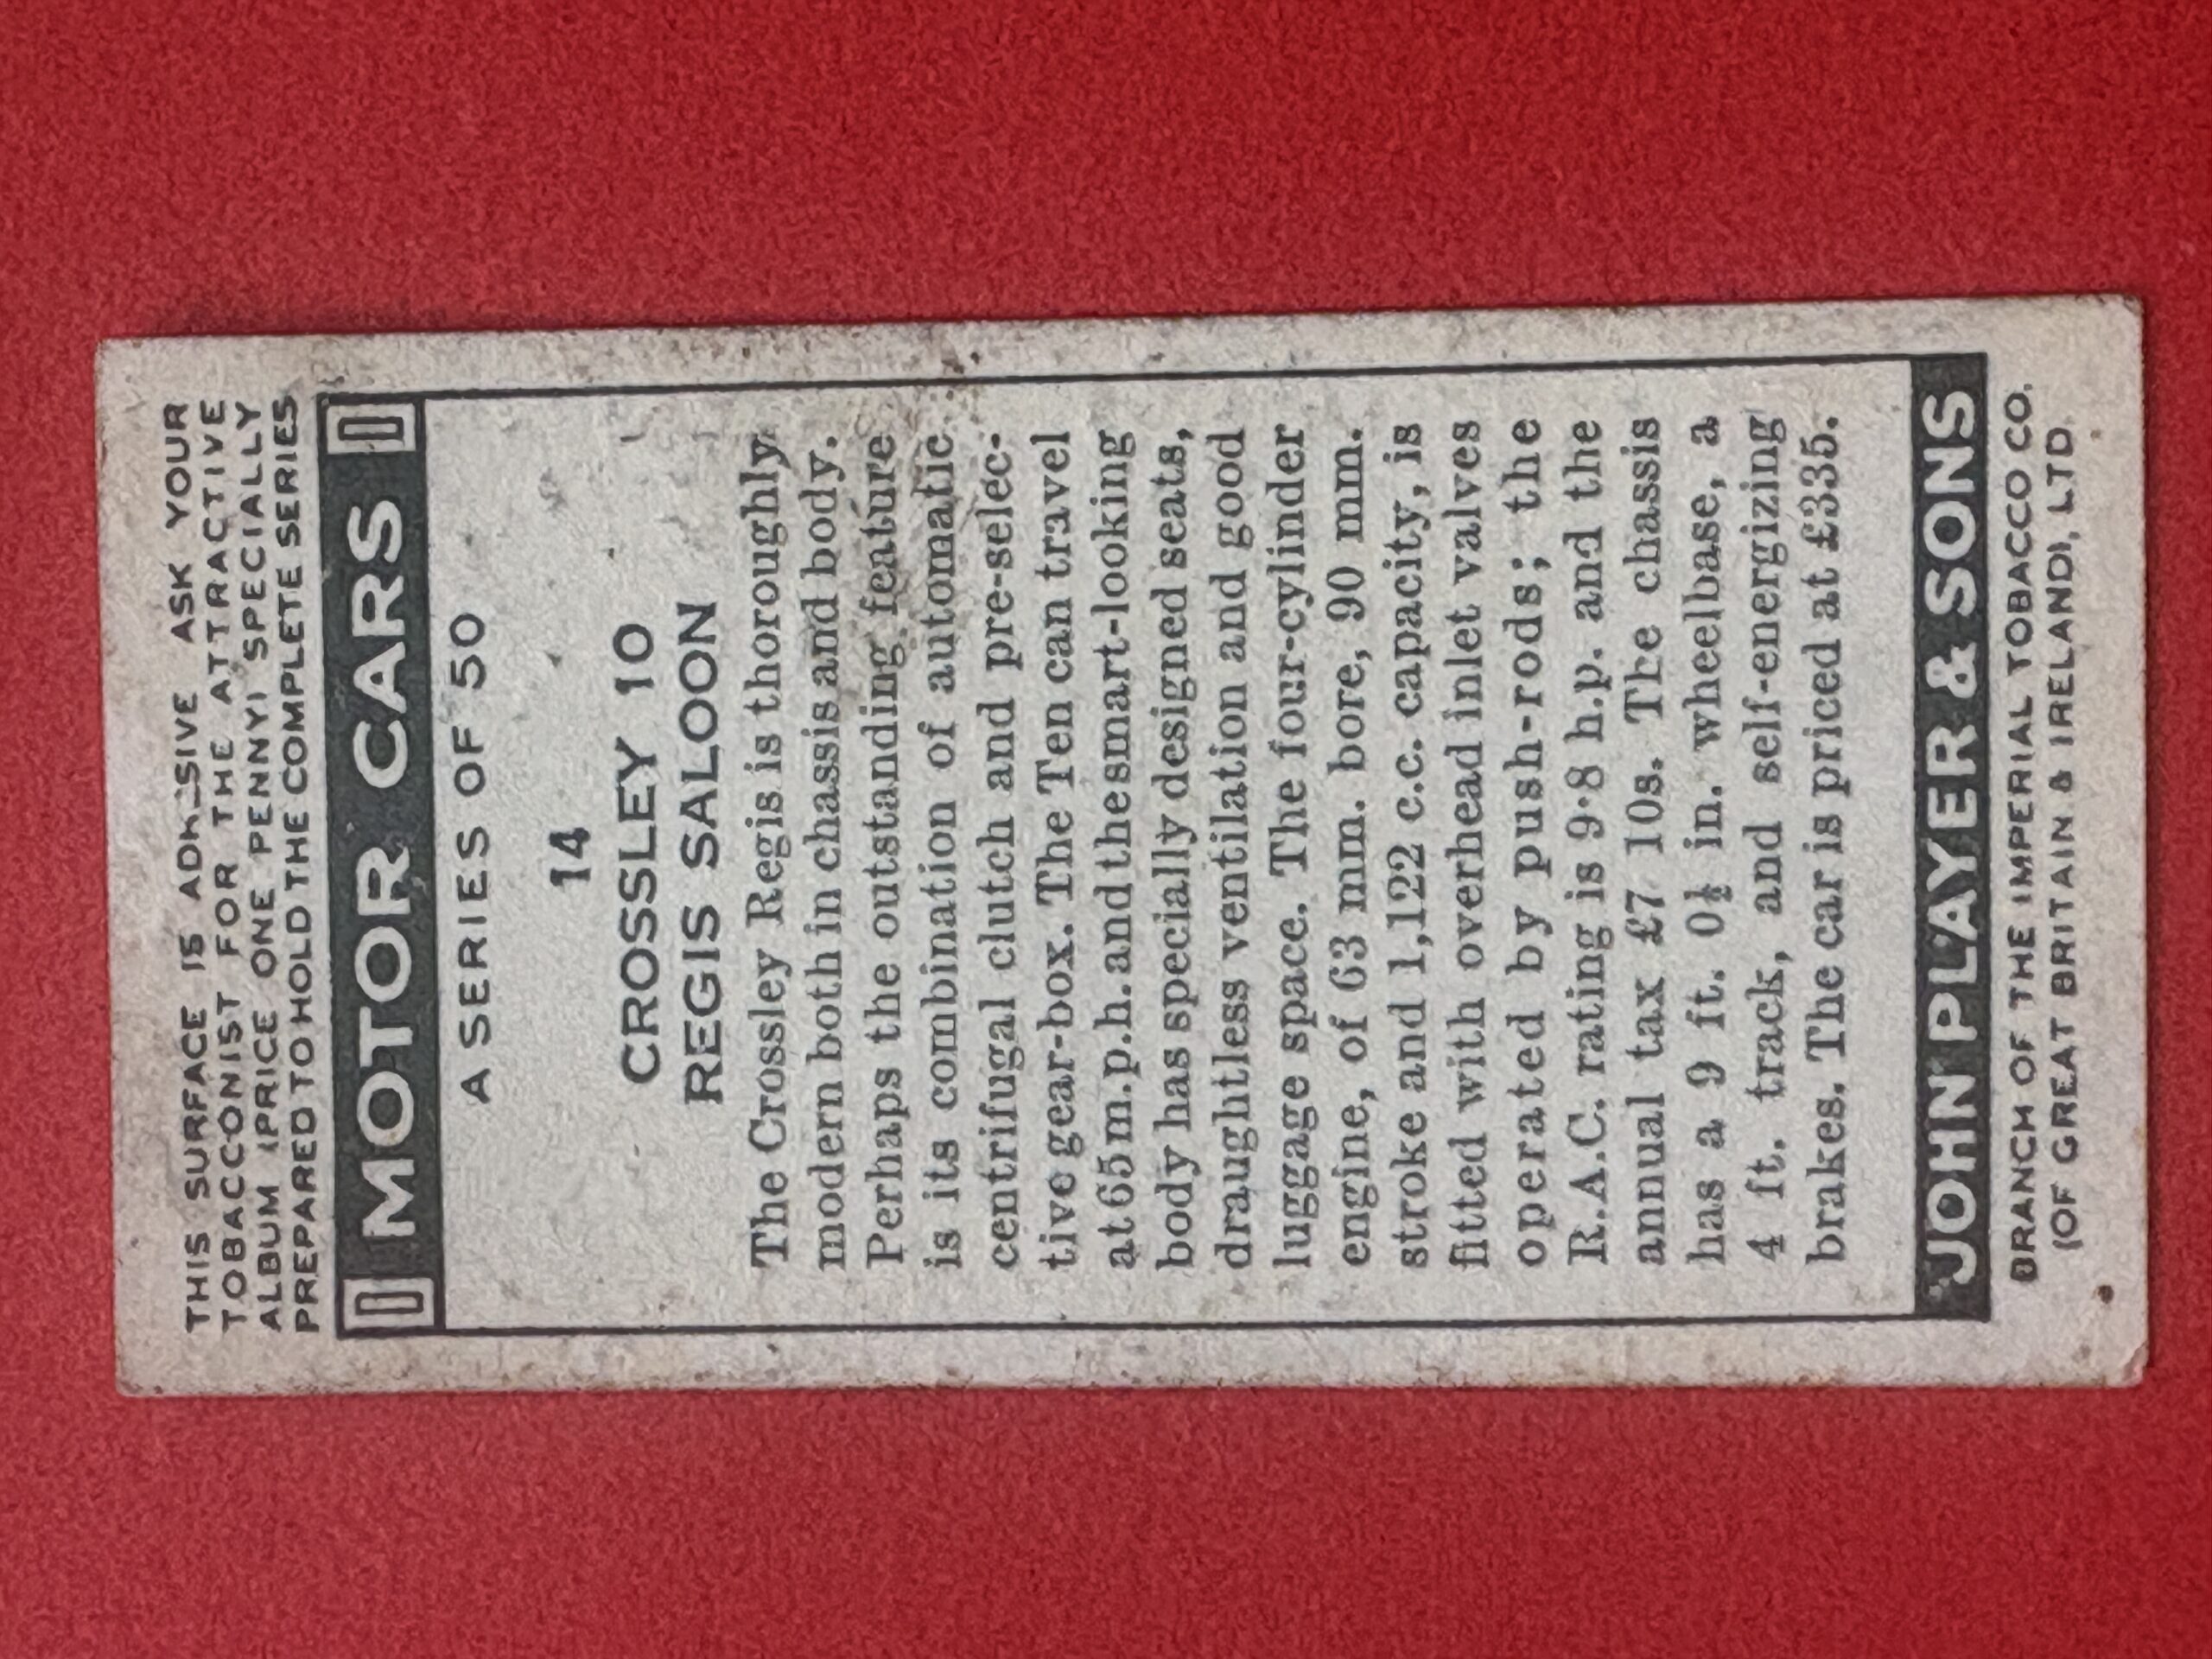 THIS SURFACE IS ADHESIVE ASK YOUR
TOBACCONIST FOR THE ATTRACTIVE
ALBUM (PRICE ONE PENNY) SPECIALLY
PREPARED TO HOLD THE COMPLETE SERIES
MOTOR CARS
A SERIES OF 50
14
CROSSLEY 10
REGIS SALOON
The Crossley Regis is thoroughly
modern both in chassis and body.
Perhaps the outstanding feature
is its combination of automatic
centrifugal clutch and pre-selec-
tive gear-box. The Ten can travel
at 65 m.p.h. and the smart-looking
body has specially designed seats,
draughtless ventilation and good
luggage space. The four-cylinder
engine, of 63 mm. bore, 90 mm.
stroke and 1,122 c.c. capacity, is
fitted with overhead inlet valves
operated by push-rods; the
R.A.C. rating is 9·8 h.p. and the
annual tax £7 10s. The chassis
has a 9 ft. 0½ in. wheelbase, a
4 ft. track, and self-energizing
brakes. The car is priced at £335.
JOHN PLAYER & SONS
BRANCH OF THE IMPERIAL TOBACCO CO.
(OF GREAT BRITAIN & IRELAND), LTD.